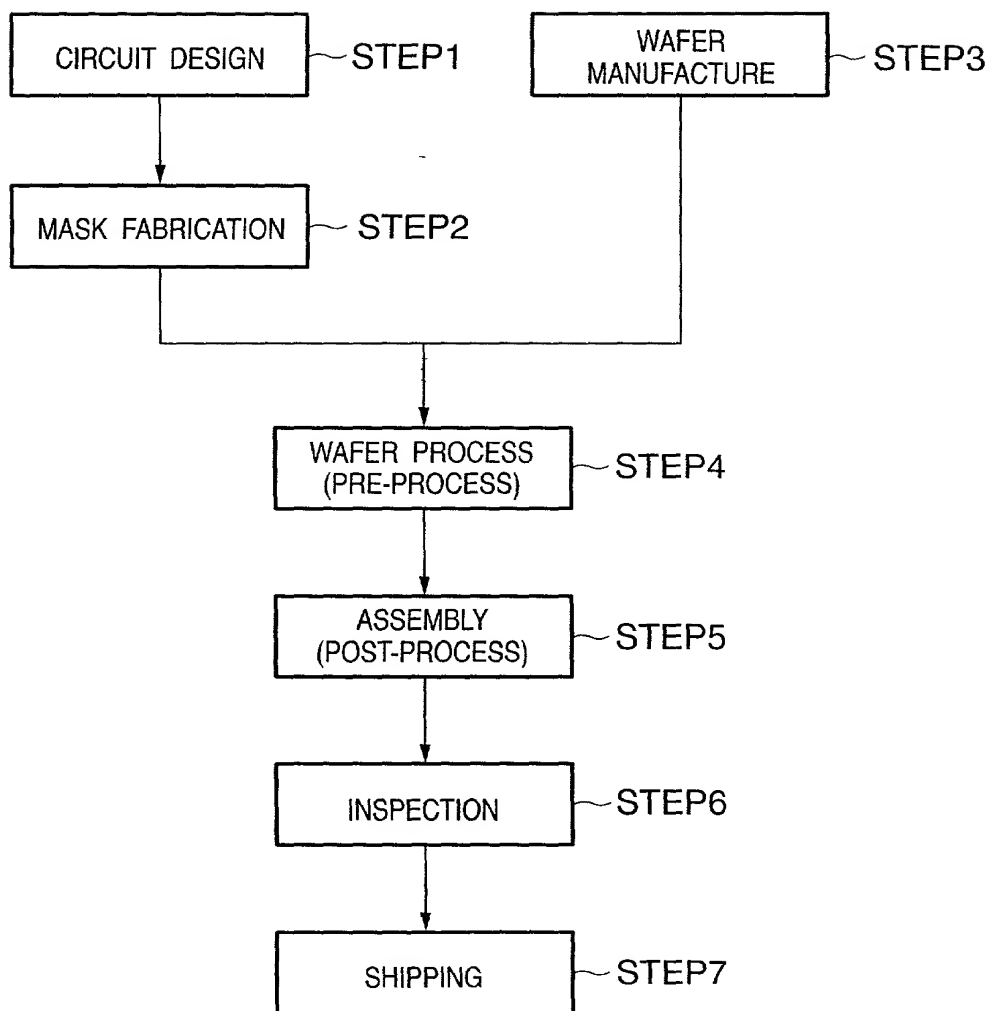 CIRCUIT DESIGN
STEP1
WAFER
MANUFACTURE
STEP3
MASK FABRICATION
STEP2
WAFER PROCESS
(PRE-PROCESS)
STEP4
ASSEMBLY
(POST-PROCESS)
STEP5
INSPECTION
STEP6
SHIPPING
STEP7